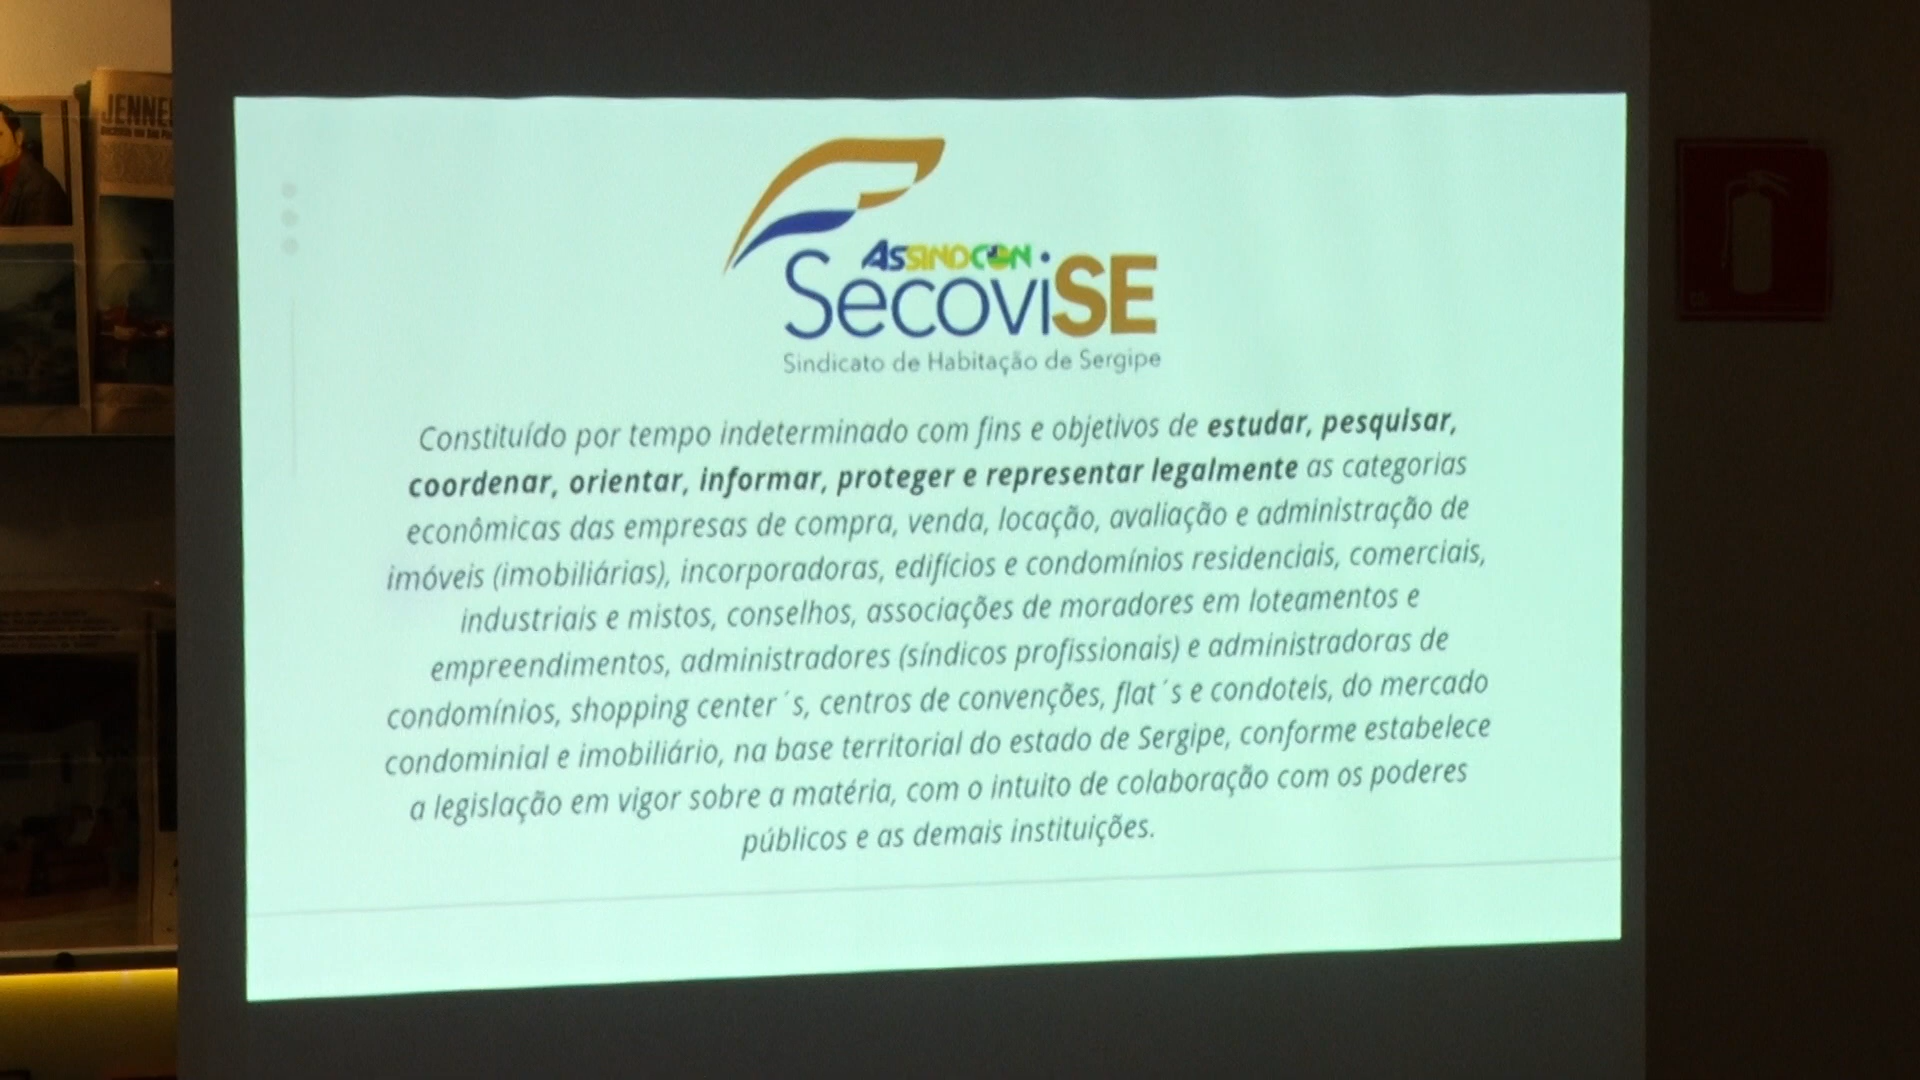 JENNE
ASSINDCON
SecoviSE
Sindicato de Habitação de Sergipe
Constituído por tempo indeterminado com fins e objetivos de estudar, pesquisar,
coordenar, orientar, informar, proteger e representar legalmente as categorias
econômicas das empresas de compra, venda, locação, avaliação e administração de
imóveis (imobiliárias), incorporadoras, edifícios e condomínios residenciais, comerciais,
industriais e mistos, conselhos, associações de moradores em loteamentos e
empreendimentos, administradores (síndicos profissionais) e administradoras de
condomínios, shopping center´s, centros de convenções, flat´s e condoteis, do mercado
condominial e imobiliário, na base territorial do estado de Sergipe, conforme estabelece
a legislação em vigor sobre a matéria, com o intuito de colaboração com os poderes
públicos e as demais instituições.